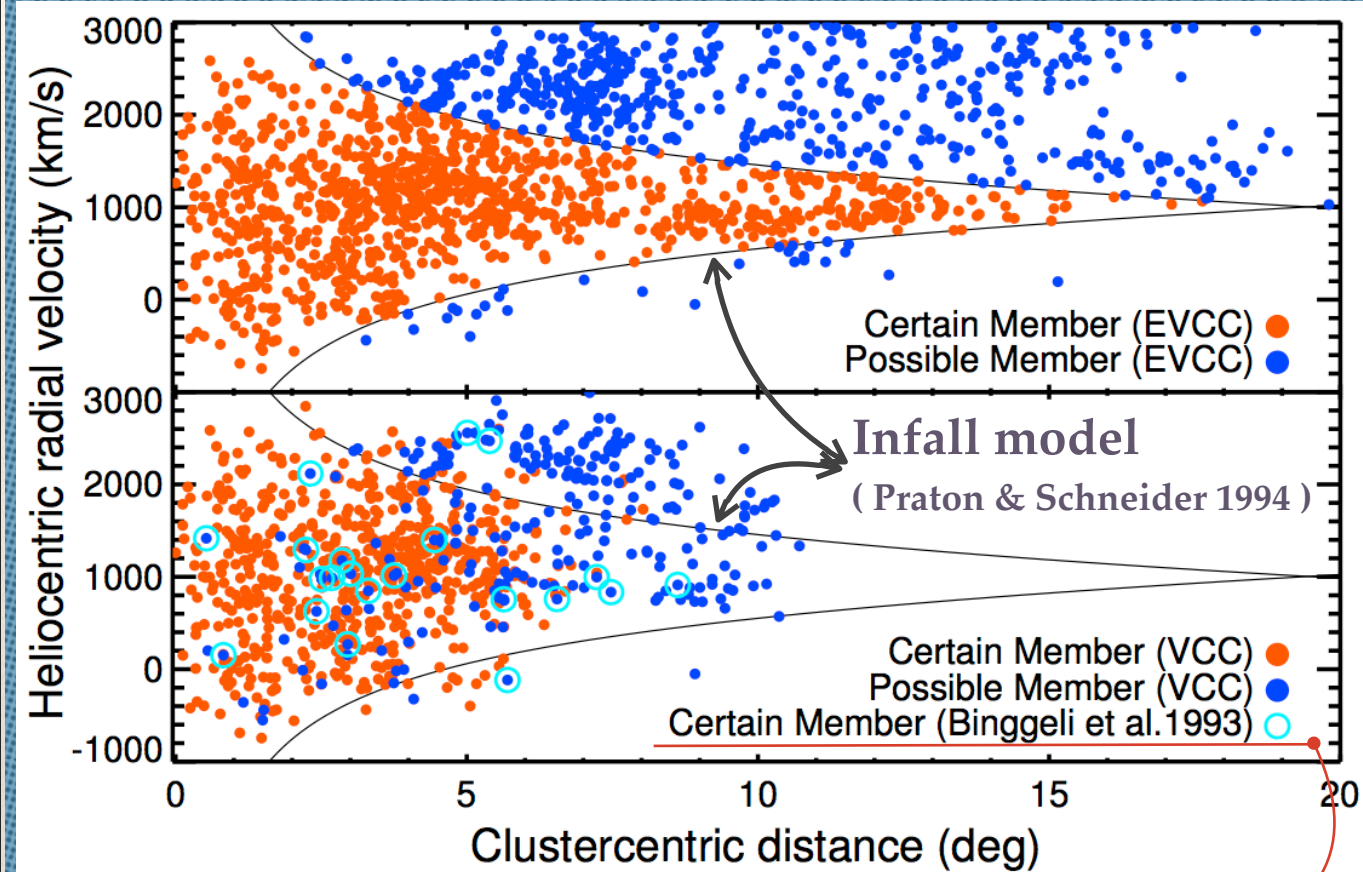 Heliocentric radial velocity (km/s)
3000
2000
1000
0
Certain Member (EVCC)
Possible Member (EVCC)
3000
2000
1000
0
-1000
Infall model
( Praton & Schneider 1994 )
Certain Member (VCC)
Possible Member (VCC)
Certain Member (Binggeli et al.1993)
0 5 10 15 20
Clustercentric distance (deg)